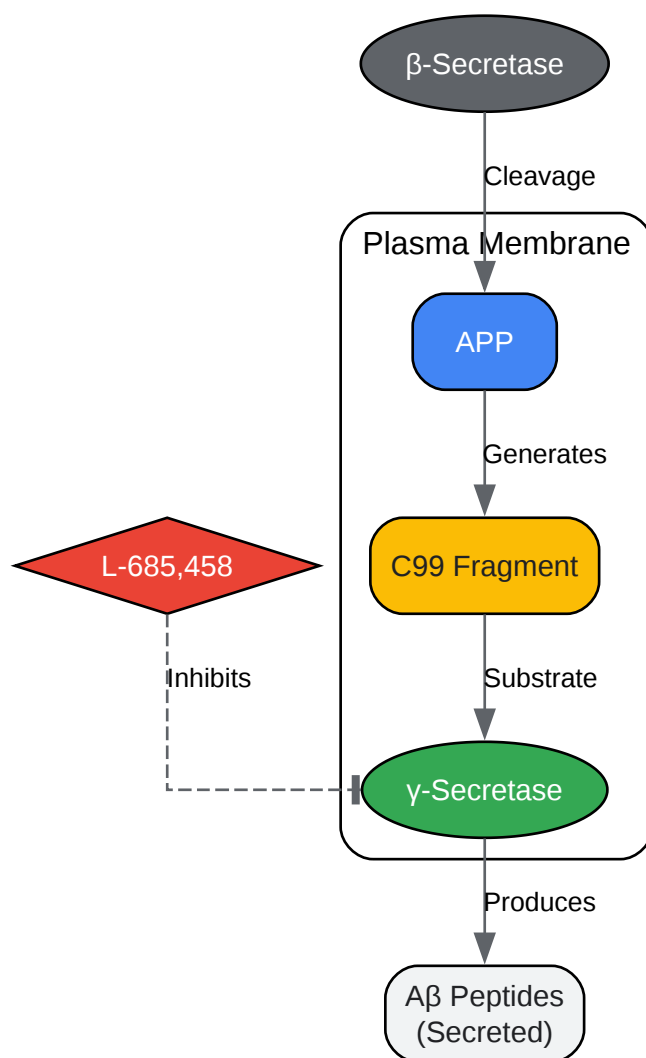 β-Secretase
Cleavage
Plasma Membrane
APP
Generates
L-685,458
C99 Fragment
Inhibits
Substrate
γ-Secretase
Produces
Aβ Peptides
(Secreted)